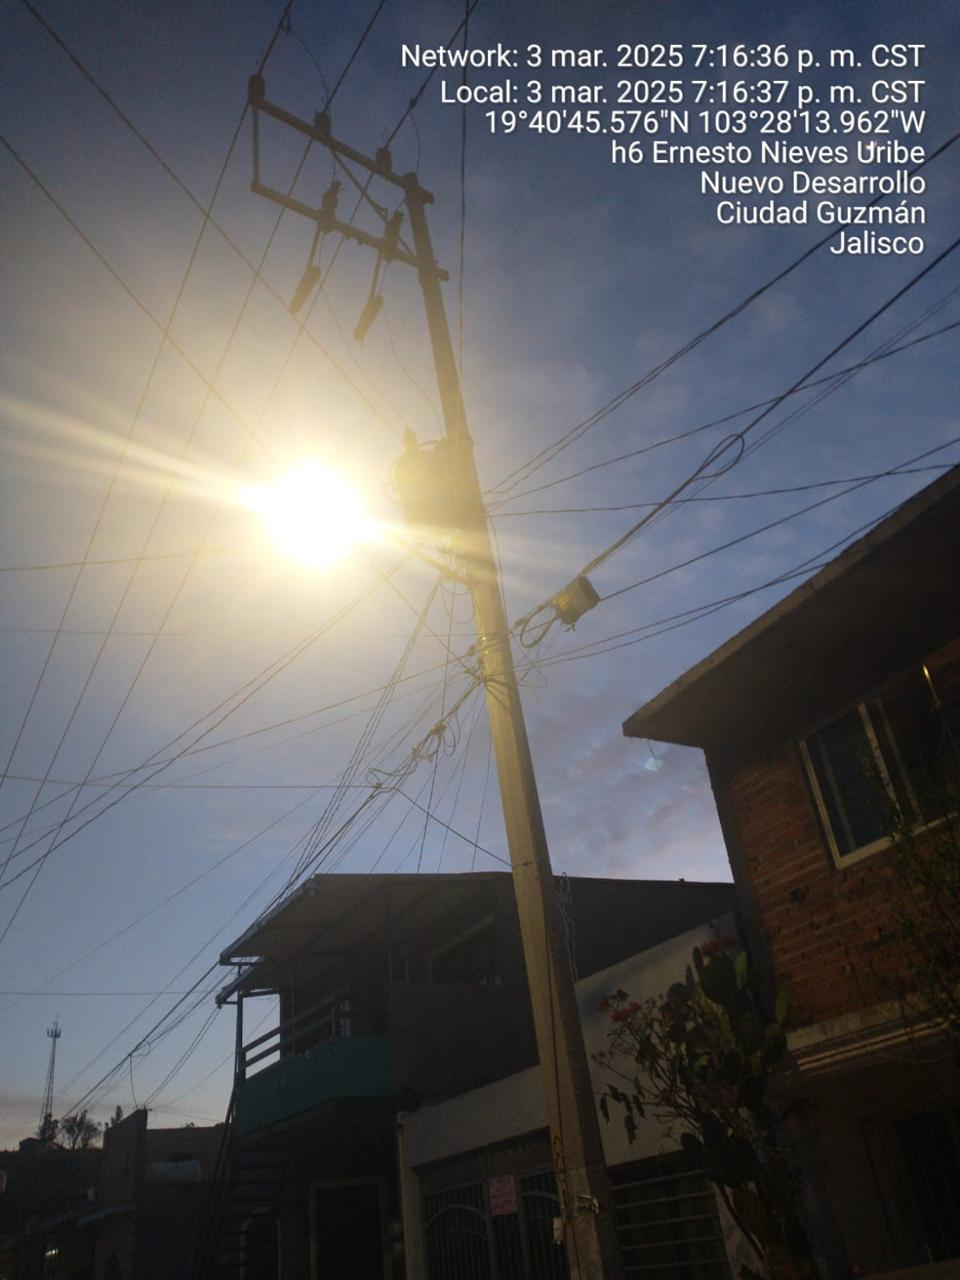 Network: 3 mar. 2025 7:16:36 p. m. CST
Local: 3 mar. 2025 7:16:37 p. m. CST
19°40'45.576"N 103°28'13.962"W
h6 Ernesto Nieves Uribe
Nuevo Desarrollo
Ciudad Guzmán
Jalisco